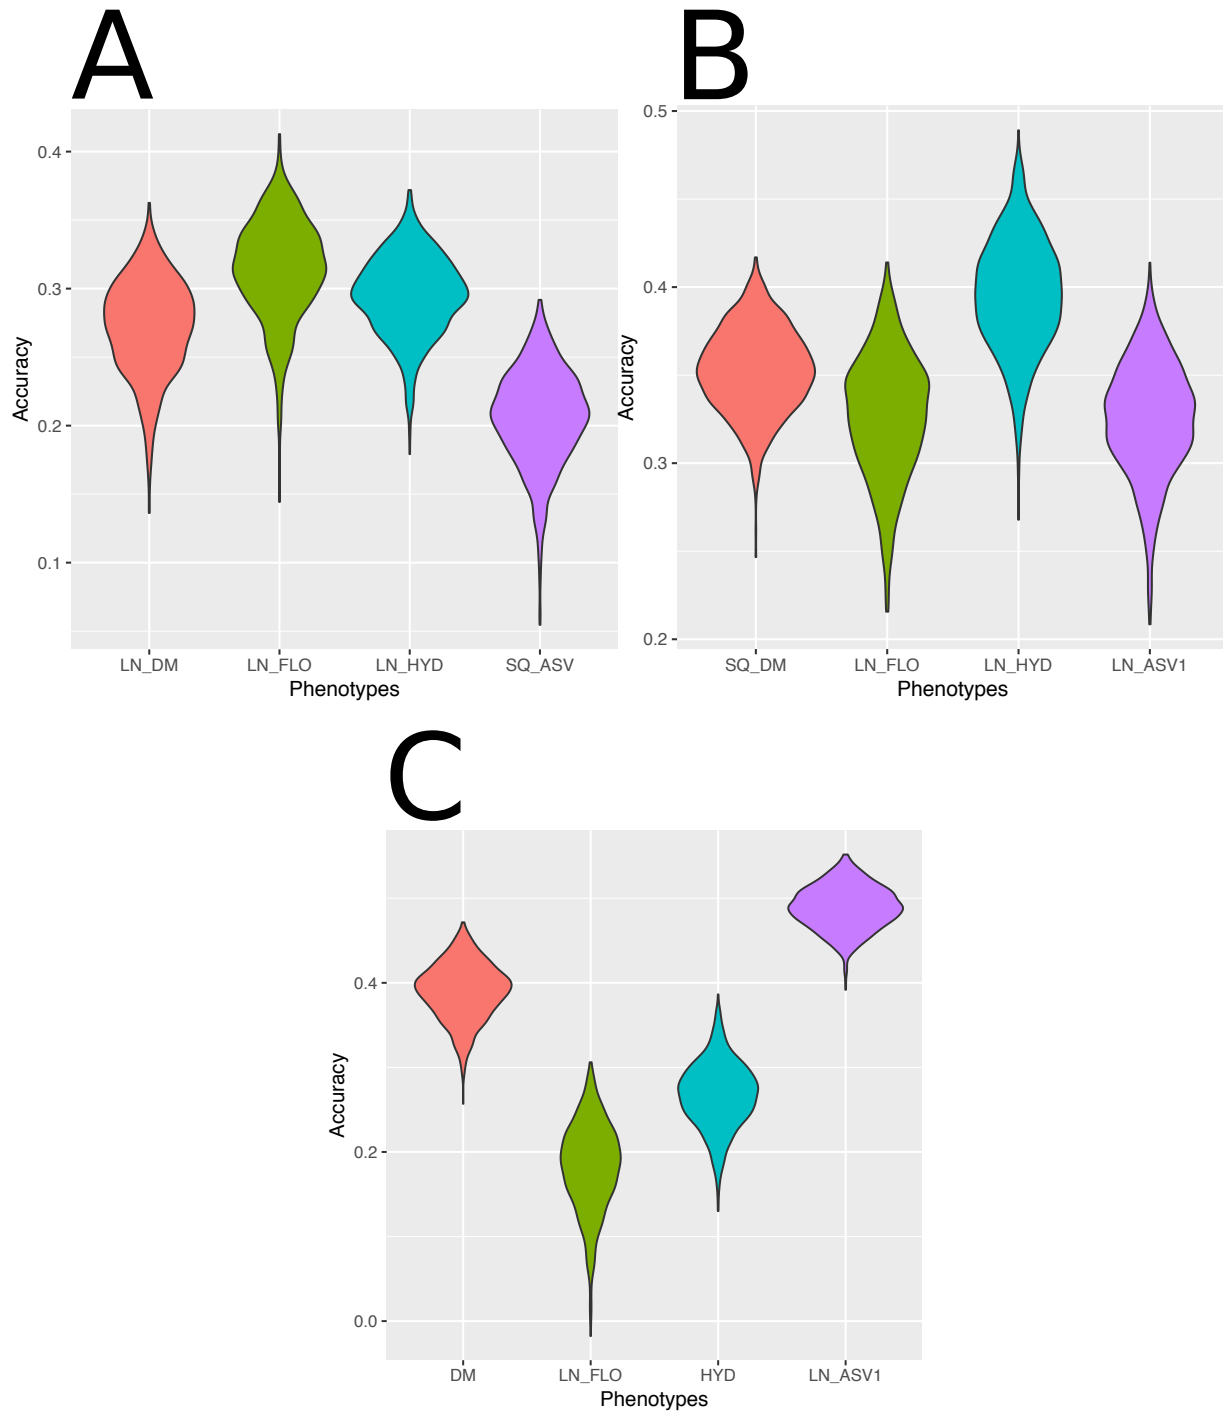 A
B
Accuracy
0.4
0.3
0.2
0.1
LN_DM LN_FLO LN_HYD SQ_ASV
Phenotypes
Accuracy
0.5
0.4
0.3
0.2
SQ_DM LN_FLO LN_HYD LN_ASV1
Phenotypes
C
Accuracy
0.4
0.2
0.0
DM LN_FLO HYD LN_ASV1
Phenotypes